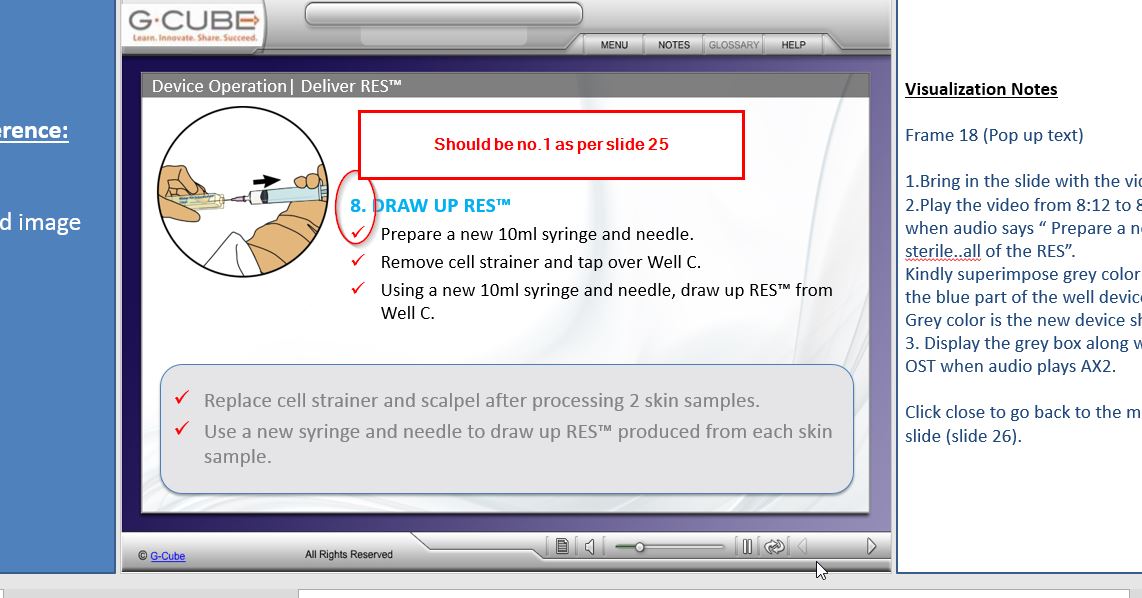 erence:
d image
G-CUBE
Learn. Innovate. Share. Succeed.
MENU
NOTES
GLOSSARY
HELP
Device Operation| Deliver RES™
Should be no.1 as per slide 25
8. DRAW UP RES™
Prepare a new 10ml syringe and needle.
Remove cell strainer and tap over Well C.
Using a new 10ml syringe and needle, draw up RES™ from
Well C.
Replace cell strainer and scalpel after processing 2 skin samples.
Use a new syringe and needle to draw up RES™ produced from each skin
sample.
© G-Cube
All Rights Reserved
Visualization Notes
Frame 18 (Pop up text)
1.Bring in the slide with the vid
2.Play the video from 8:12 to 8
when audio says “ Prepare a n
sterile..all of the RES”.
Kindly superimpose grey color
the blue part of the well devic
Grey color is the new device sh
3. Display the grey box along w
OST when audio plays AX2.
Click close to go back to the m
slide (slide 26).